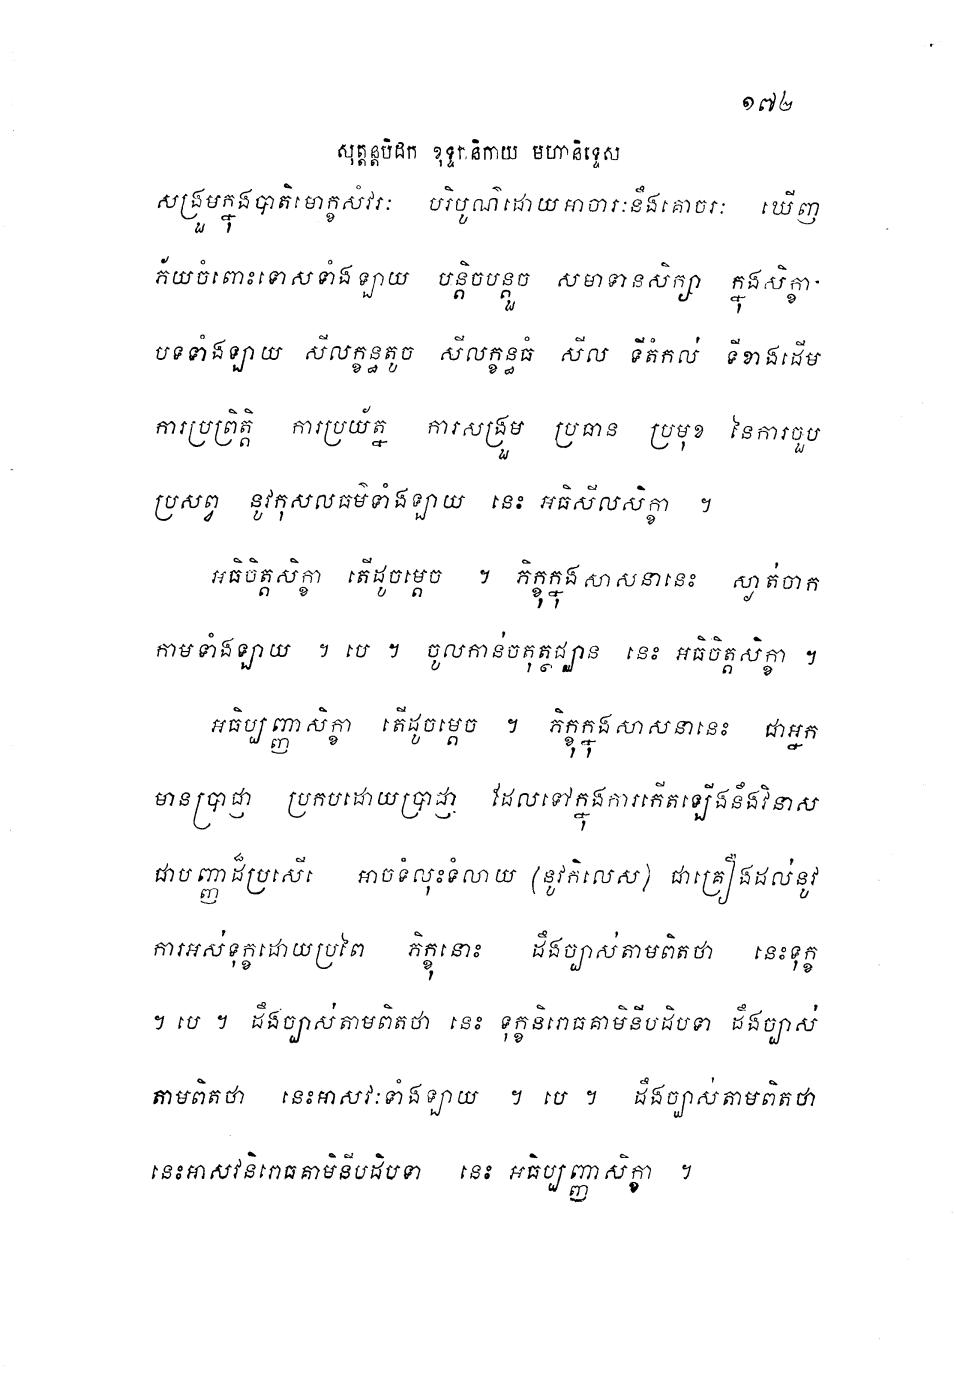 ១៧២
សុត្តន្តបិដក ខុទ្ទកនិកាយ មហានិទ្ទេស
សង្រួមក្នុងបាតិមោក្ខសំវរៈ បរិបូណ៌ដោយអាចារៈនឹងគោចរៈ ឃើញ
ភ័យចំពោះទោសទាំងឡាយ បន្តិចបន្តួច សមាទានសិក្សា ក្នុងសិក្ខា-
បទទាំងឡាយ សីលក្ខន្ធតូច សីលក្ខន្ធធំ សីល ទីតំកល់ ទីខាងដើម
ការប្រព្រឹត្តិ ការប្រយ័ត្ន ការសង្រួម ប្រធាន ប្រមុខ នៃការចួប
ប្រសព្វ នូវកុសលធម៌ទាំងឡាយ នេះ អធិសីលសិក្ខា ។
អធិចិត្តសិក្ខា តើដូចម្តេច ។ ភិក្ខុក្នុងសាសនានេះ ស្ងាត់ចាក
កាមទាំងឡាយ ។ បេ ។ ចូលកាន់ចតុត្ថជ្ឈាន នេះ អធិចិត្តសិក្ខា ។
អធិប្បញ្ញាសិក្ខា តើដូចម្តេច ។ ភិក្ខុក្នុងសាសនានេះ ជាអ្នក
មានប្រាជ្ញា ប្រកបដោយប្រាជ្ញា ដែលទៅក្នុងការកើតឡើងនឹងវិនាស
ជាបញ្ញាដ៏ប្រសើរ អាចទំលុះទំលាយ (នូវកិលេស) ជាគ្រឿងដល់នូវ
ការអស់ទុក្ខដោយប្រពៃ ភិក្ខុនោះ ដឹងច្បាស់តាមពិតថា នេះទុក្ខ
។ បេ ។ ដឹងច្បាស់តាមពិតថា នេះ ទុក្ខនិរោធគាមិនីបដិបទា ដឹងច្បាស់
តាមពិតថា នេះអាសវៈទាំងឡាយ ។ បេ ។ ដឹងច្បាស់តាមពិតថា
នេះអាសវនិរោធគាមិនីបដិបទា នេះ អធិប្បញ្ញាសិក្ខា ។